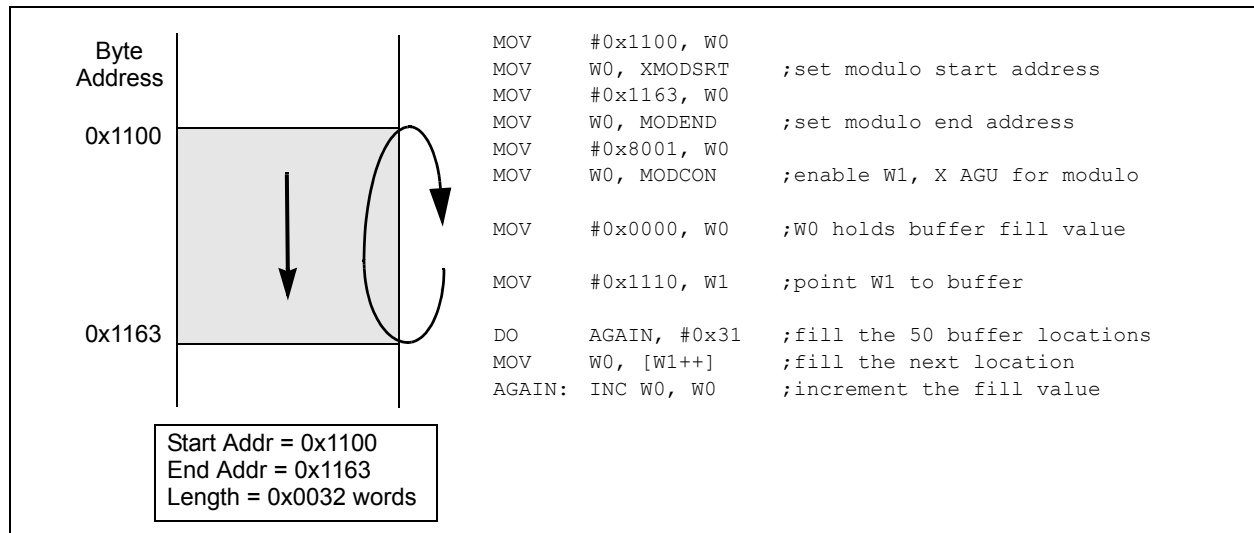 Byte
Address
0x1100
0x1163
Start Addr = 0x1100
End Addr = 0x1163
Length = 0x0032 words
MOV #0x1100, W0
MOV W0, XMODSRT ;set modulo start address
MOV #0x1163, W0
MOV W0, MODEND ;set modulo end address
MOV #0x8001, W0
MOV W0, MODCON ;enable W1, X AGU for modulo
MOV #0x0000, W0 ;W0 holds buffer fill value
MOV #0x1110, W1 ;point W1 to buffer
DO AGAIN, #0x31 ;fill the 50 buffer locations
MOV W0, [W1++] ;fill the next location
AGAIN: INC W0, W0 ;increment the fill value